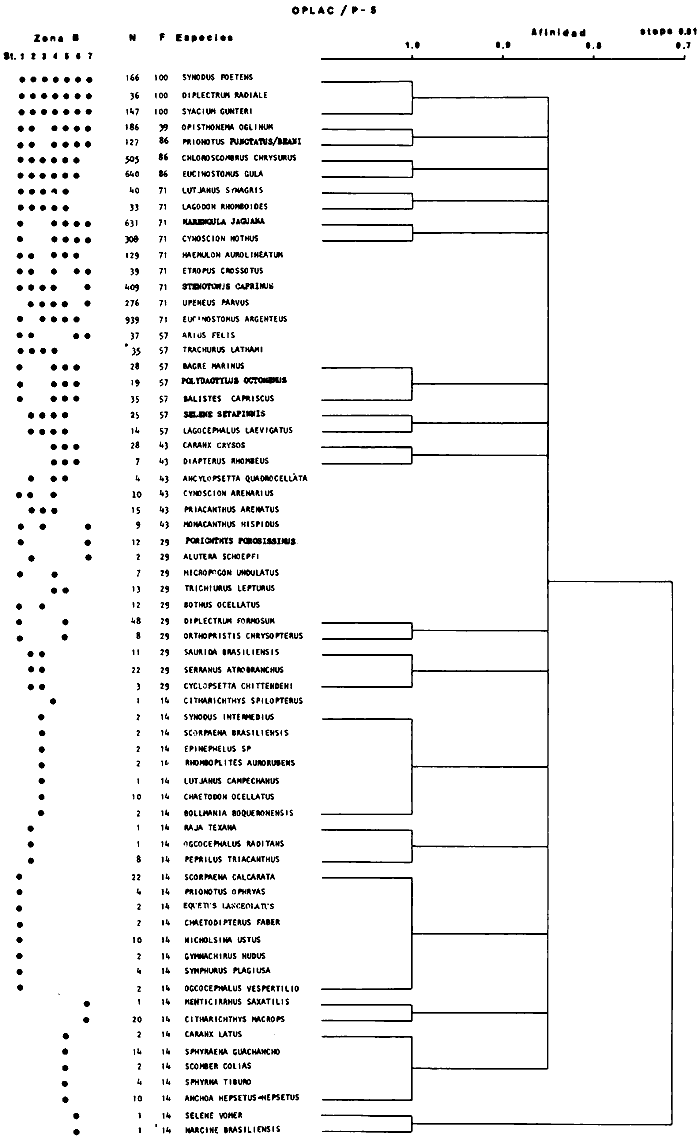 OPLAC / P-5
Zona B N F Especies Afinidad steps 0.01
St. 1 2 3 4 5 6 7 1.0 0.9 0.8 0.7
166 100 SYNODUS FOETENS
36 100 DIPLECTRUM RADIALE
147 100 SYACIUM GUNTERI
186 39 OPISTHONEMA OGLINUM
127 86 PRIONOTUS PUNCTATUS/BEANI
505 86 CHLOROSCOMBRUS CHRYSURUS
640 86 EUCINOSTOMUS GULA
40 71 LUTJANUS SYNAGRIS
33 71 LAGODON RHOMBOIDES
631 71 HARENGULA JAGUANA
308 71 CYNOSCION NOTHUS
129 71 HAEMULON AUROLINEATUM
39 71 ETROPUS CROSSOTUS
409 71 STENOTOMUS CAPRINUS
276 71 UPENEUS PARVUS
939 71 EUCINOSTOMUS ARGENTEUS
37 57 ARIUS FELIS
35 57 TRACHURUS LATHAMI
28 57 BAGRE MARINUS
19 57 POLYDACTYLUS OCTONEMUS
35 57 BALISTES CAPRISCUS
25 57 SELENE SETAPINNIS
14 57 LAGOCEPHALUS LAEVIGATUS
28 43 CARANX CRYSOS
7 43 DIAPTERUS RHOMBEUS
4 43 ANCYLOPSETTA QUADROCELLATA
10 43 CYNOSCION ARENARIUS
15 43 PRIACANTHUS ARENATUS
9 43 MONACANTHUS HISPIDUS
12 29 PORICHTHYS POROSISSIMUS
2 29 ALUTERA SCHOEPFI
7 29 MICROPOGON UNDULATUS
13 29 TRICHIURUS LEPTURUS
12 29 BOTHUS OCELLATUS
48 29 DIPLECTRUM FORMOSUM
8 29 ORTHOPRISTIS CHRYSOPTERUS
11 29 SAURIDA BRASILIENSIS
22 29 SERRANUS ATROBRANCHUS
3 29 CYCLOPSETTA CHITTENDENI
1 14 CITHARICHTHYS SPILOPTERUS
2 14 SYNODUS INTERMEDIUS
2 14 SCORPAENA BRASILIENSIS
2 14 EPINEPHELUS SP
2 14 RHOMBOPLITES AURORUBENS
1 14 LUTJANUS CAMPECHANUS
10 14 CHAETODON OCELLATUS
2 14 BOLLMANIA BOQUERONENSIS
1 14 RAJA TEXANA
1 14 OGCOCEPHALUS RADITANS
8 14 PEPRILUS TRIACANTHUS
22 14 SCORPAENA CALCARATA
4 14 PRIONOTUS OPHRYAS
2 14 EQUETUS LANCEOLATUS
2 14 CHAETODIPTERUS FABER
10 14 NICHOLSINA USTUS
2 14 GYMNACHIRUS NUDUS
4 14 SYMPHURUS PLAGIUSA
2 14 OGCOCEPHALUS VESPERTILIO
1 14 MENTICIRRHUS SAXATILIS
20 14 CITHARICHTHYS MACROPS
2 14 CARANX LATUS
14 14 SPHYRAENA GUACHANCHO
2 14 SCOMBER COLIAS
4 14 SPHYRNA TIBURO
10 14 ANCHOA HEPSETUS-HEPSETUS
1 14 SELENE VOMER
1 14 NARCINE BRASILIENSIS